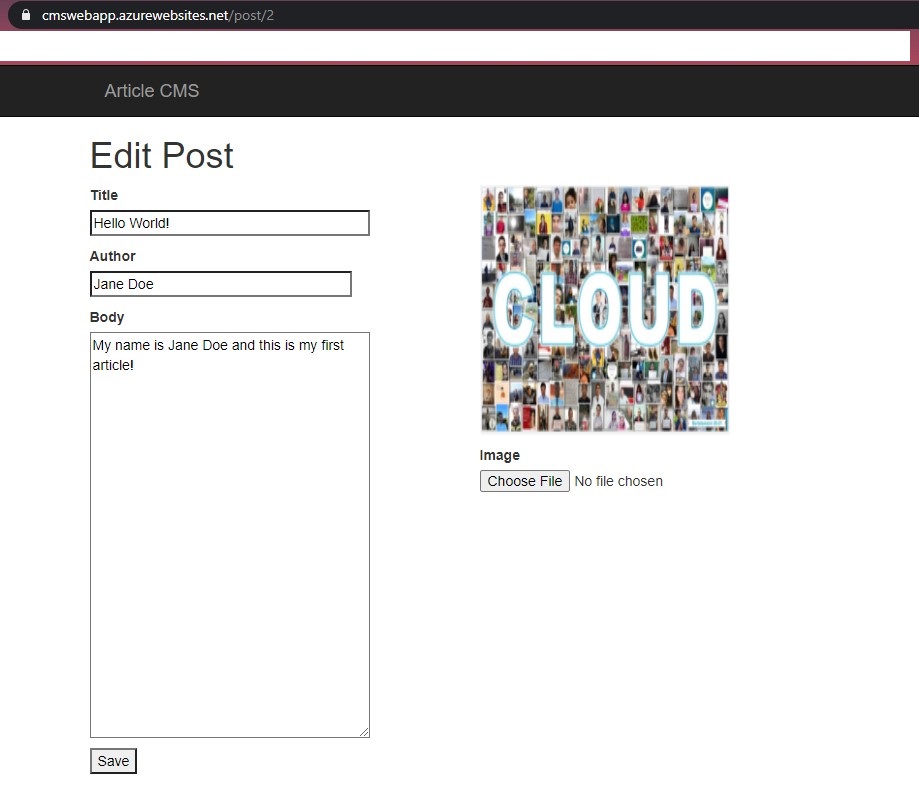 cmswebapp.azurewebsites.net/post/2
Article CMS
Edit Post
Title
Hello World!
Author
Jane Doe
Body
My name is Jane Doe and this is my first
article!
Save
CLOUD
Image
Choose File No file chosen